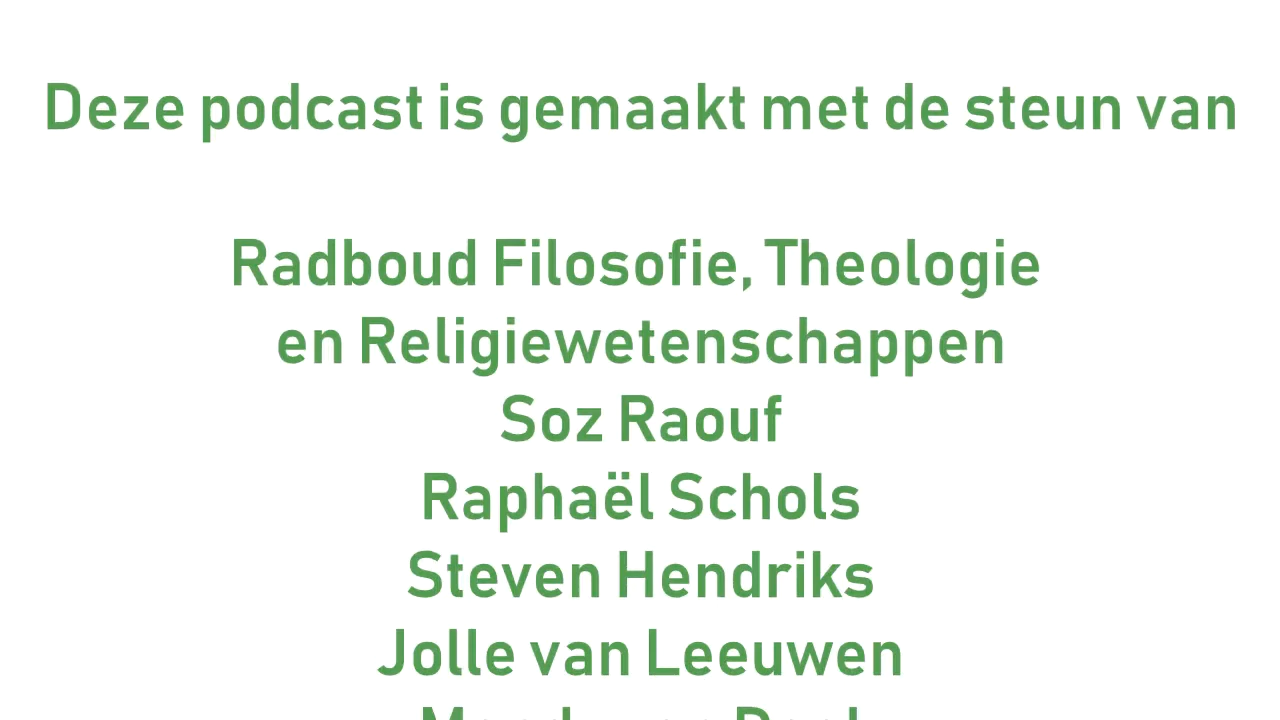 Deze podcast is gemaakt met de steun van
Radboud Filosofie, Theologie
en Religiewetenschappen
Soz Raouf
Raphaël Schols
Steven Hendriks
Jolle van Leeuwen